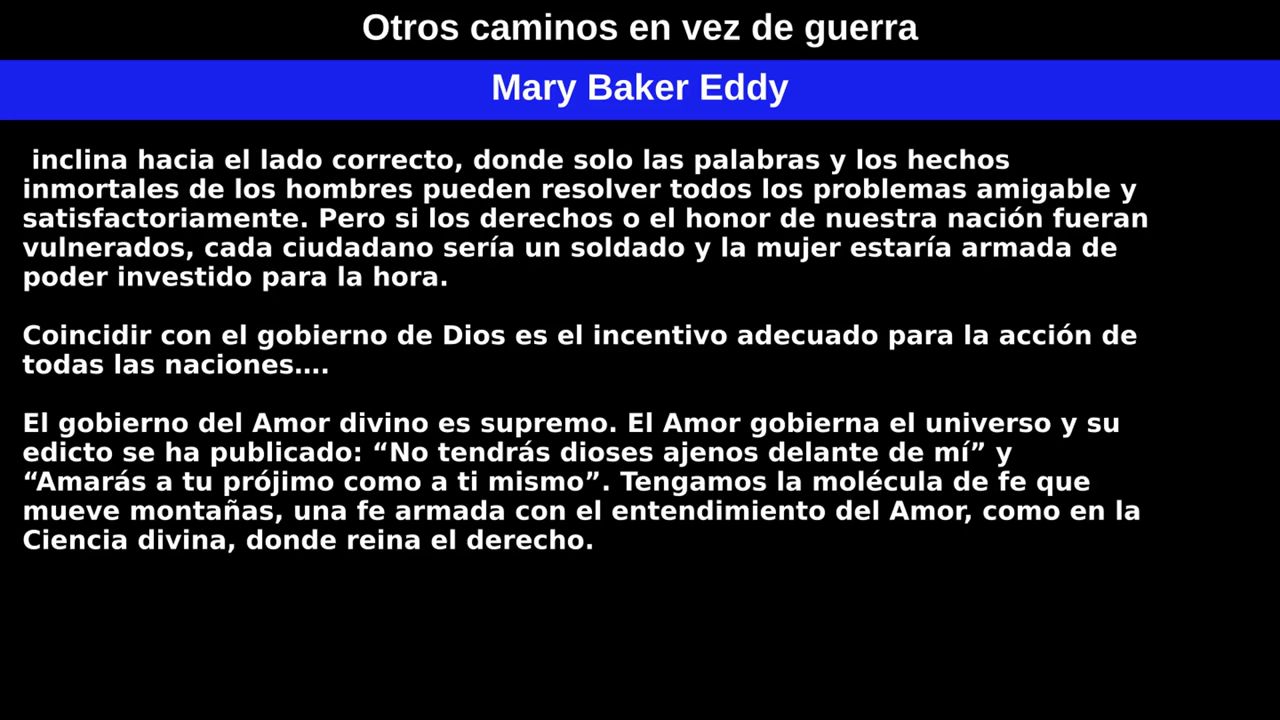 Otros caminos en vez de guerra
Mary Baker Eddy
inclina hacia el lado correcto, donde solo las palabras y los hechos
inmortales de los hombres pueden resolver todos los problemas amigable y
satisfactoriamente. Pero si los derechos o el honor de nuestra nación fueran
vulnerados, cada ciudadano sería un soldado y la mujer estaría armada de
poder investido para la hora.
Coincidir con el gobierno de Dios es el incentivo adecuado para la acción de
todas las naciones....
El gobierno del Amor divino es supremo. El Amor gobierna el universo y su
edicto se ha publicado: “No tendrás dioses ajenos delante de mí” y
“Amarás a tu prójimo como a ti mismo”. Tengamos la molécula de fe que
mueve montañas, una fe armada con el entendimiento del Amor, como en la
Ciencia divina, donde reina el derecho.